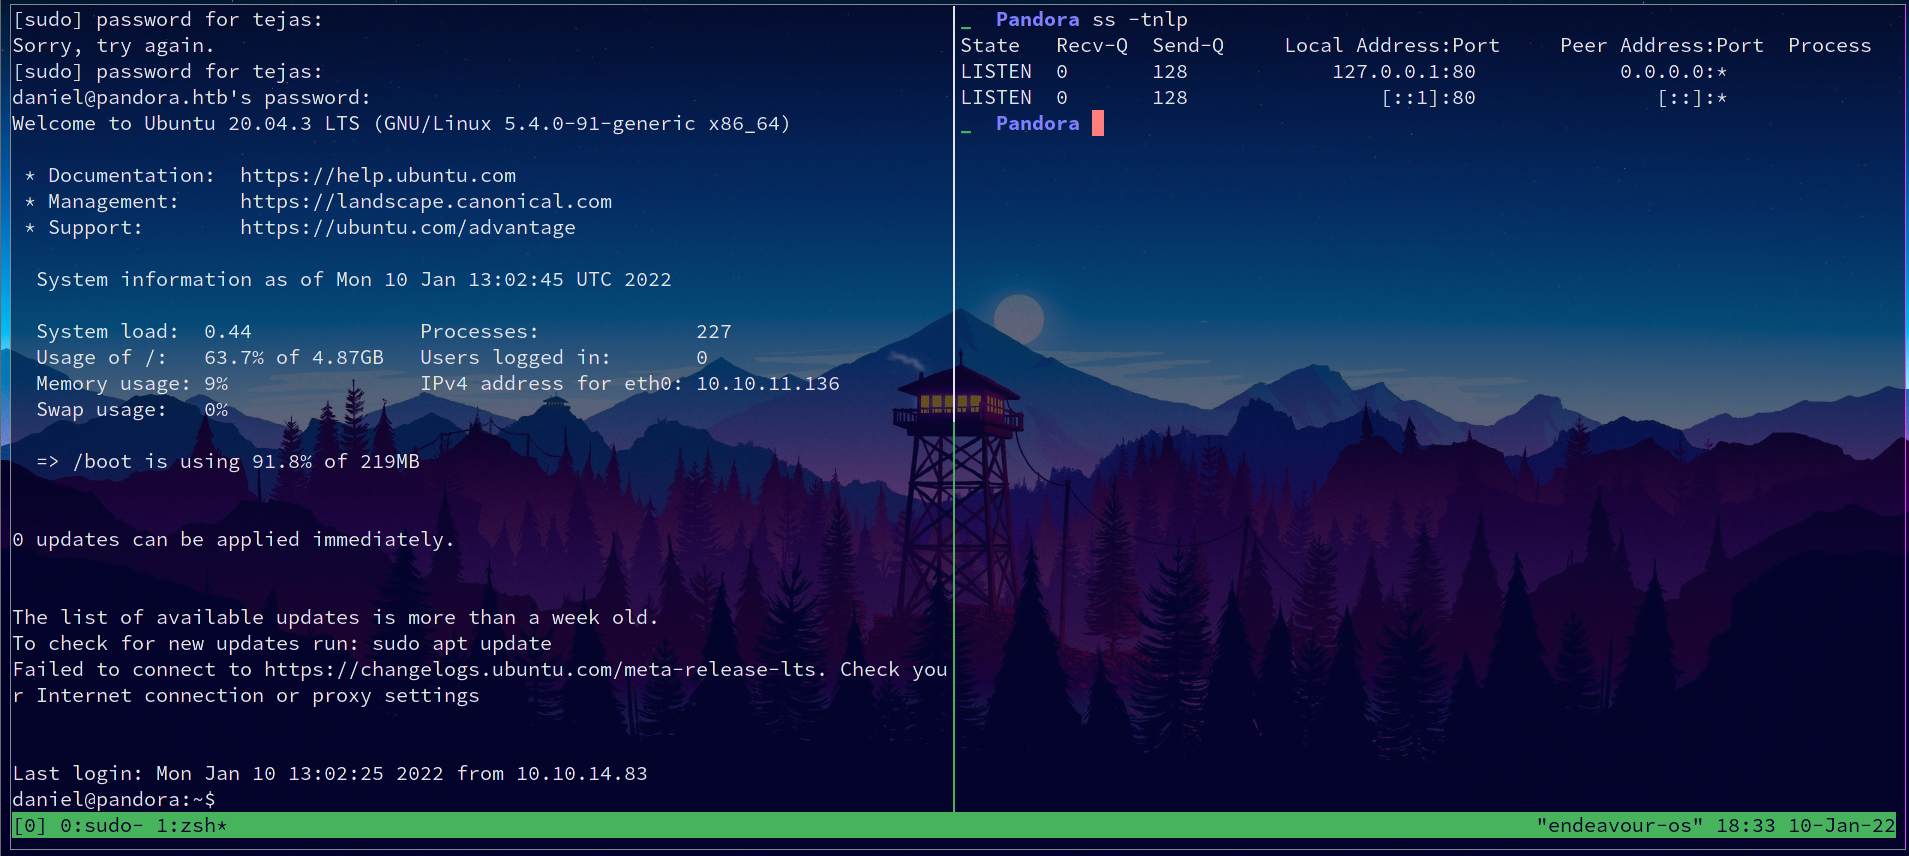 [sudo] password for tejas:
Sorry, try again.
[sudo] password for tejas:
daniel@pandora.htb's password:
Welcome to Ubuntu 20.04.3 LTS (GNU/Linux 5.4.0-91-generic x86_64)
* Documentation:  https://help.ubuntu.com
* Management:     https://landscape.canonical.com
* Support:        https://ubuntu.com/advantage
System information as of Mon 10 Jan 13:02:45 UTC 2022
System load:  0.44              Processes:             227
Usage of /:   63.7% of 4.87GB   Users logged in:       0
Memory usage: 9%                IPv4 address for eth0: 10.10.11.136
Swap usage:   0%
=> /boot is using 91.8% of 219MB
0 updates can be applied immediately.
The list of available updates is more than a week old.
To check for new updates run: sudo apt update
Failed to connect to https://changelogs.ubuntu.com/meta-release-lts. Check you
r Internet connection or proxy settings
Last login: Mon Jan 10 13:02:25 2022 from 10.10.14.83
daniel@pandora:~$
_  Pandora ss -tnlp
State   Recv-Q  Send-Q     Local Address:Port     Peer Address:Port  Process
LISTEN  0       128            127.0.0.1:80            0.0.0.0:*
LISTEN  0       128                [::1]:80               [::]:*
_  Pandora
[0] 0:sudo- 1:zsh*                    "endeavour-os" 18:33 10-Jan-22